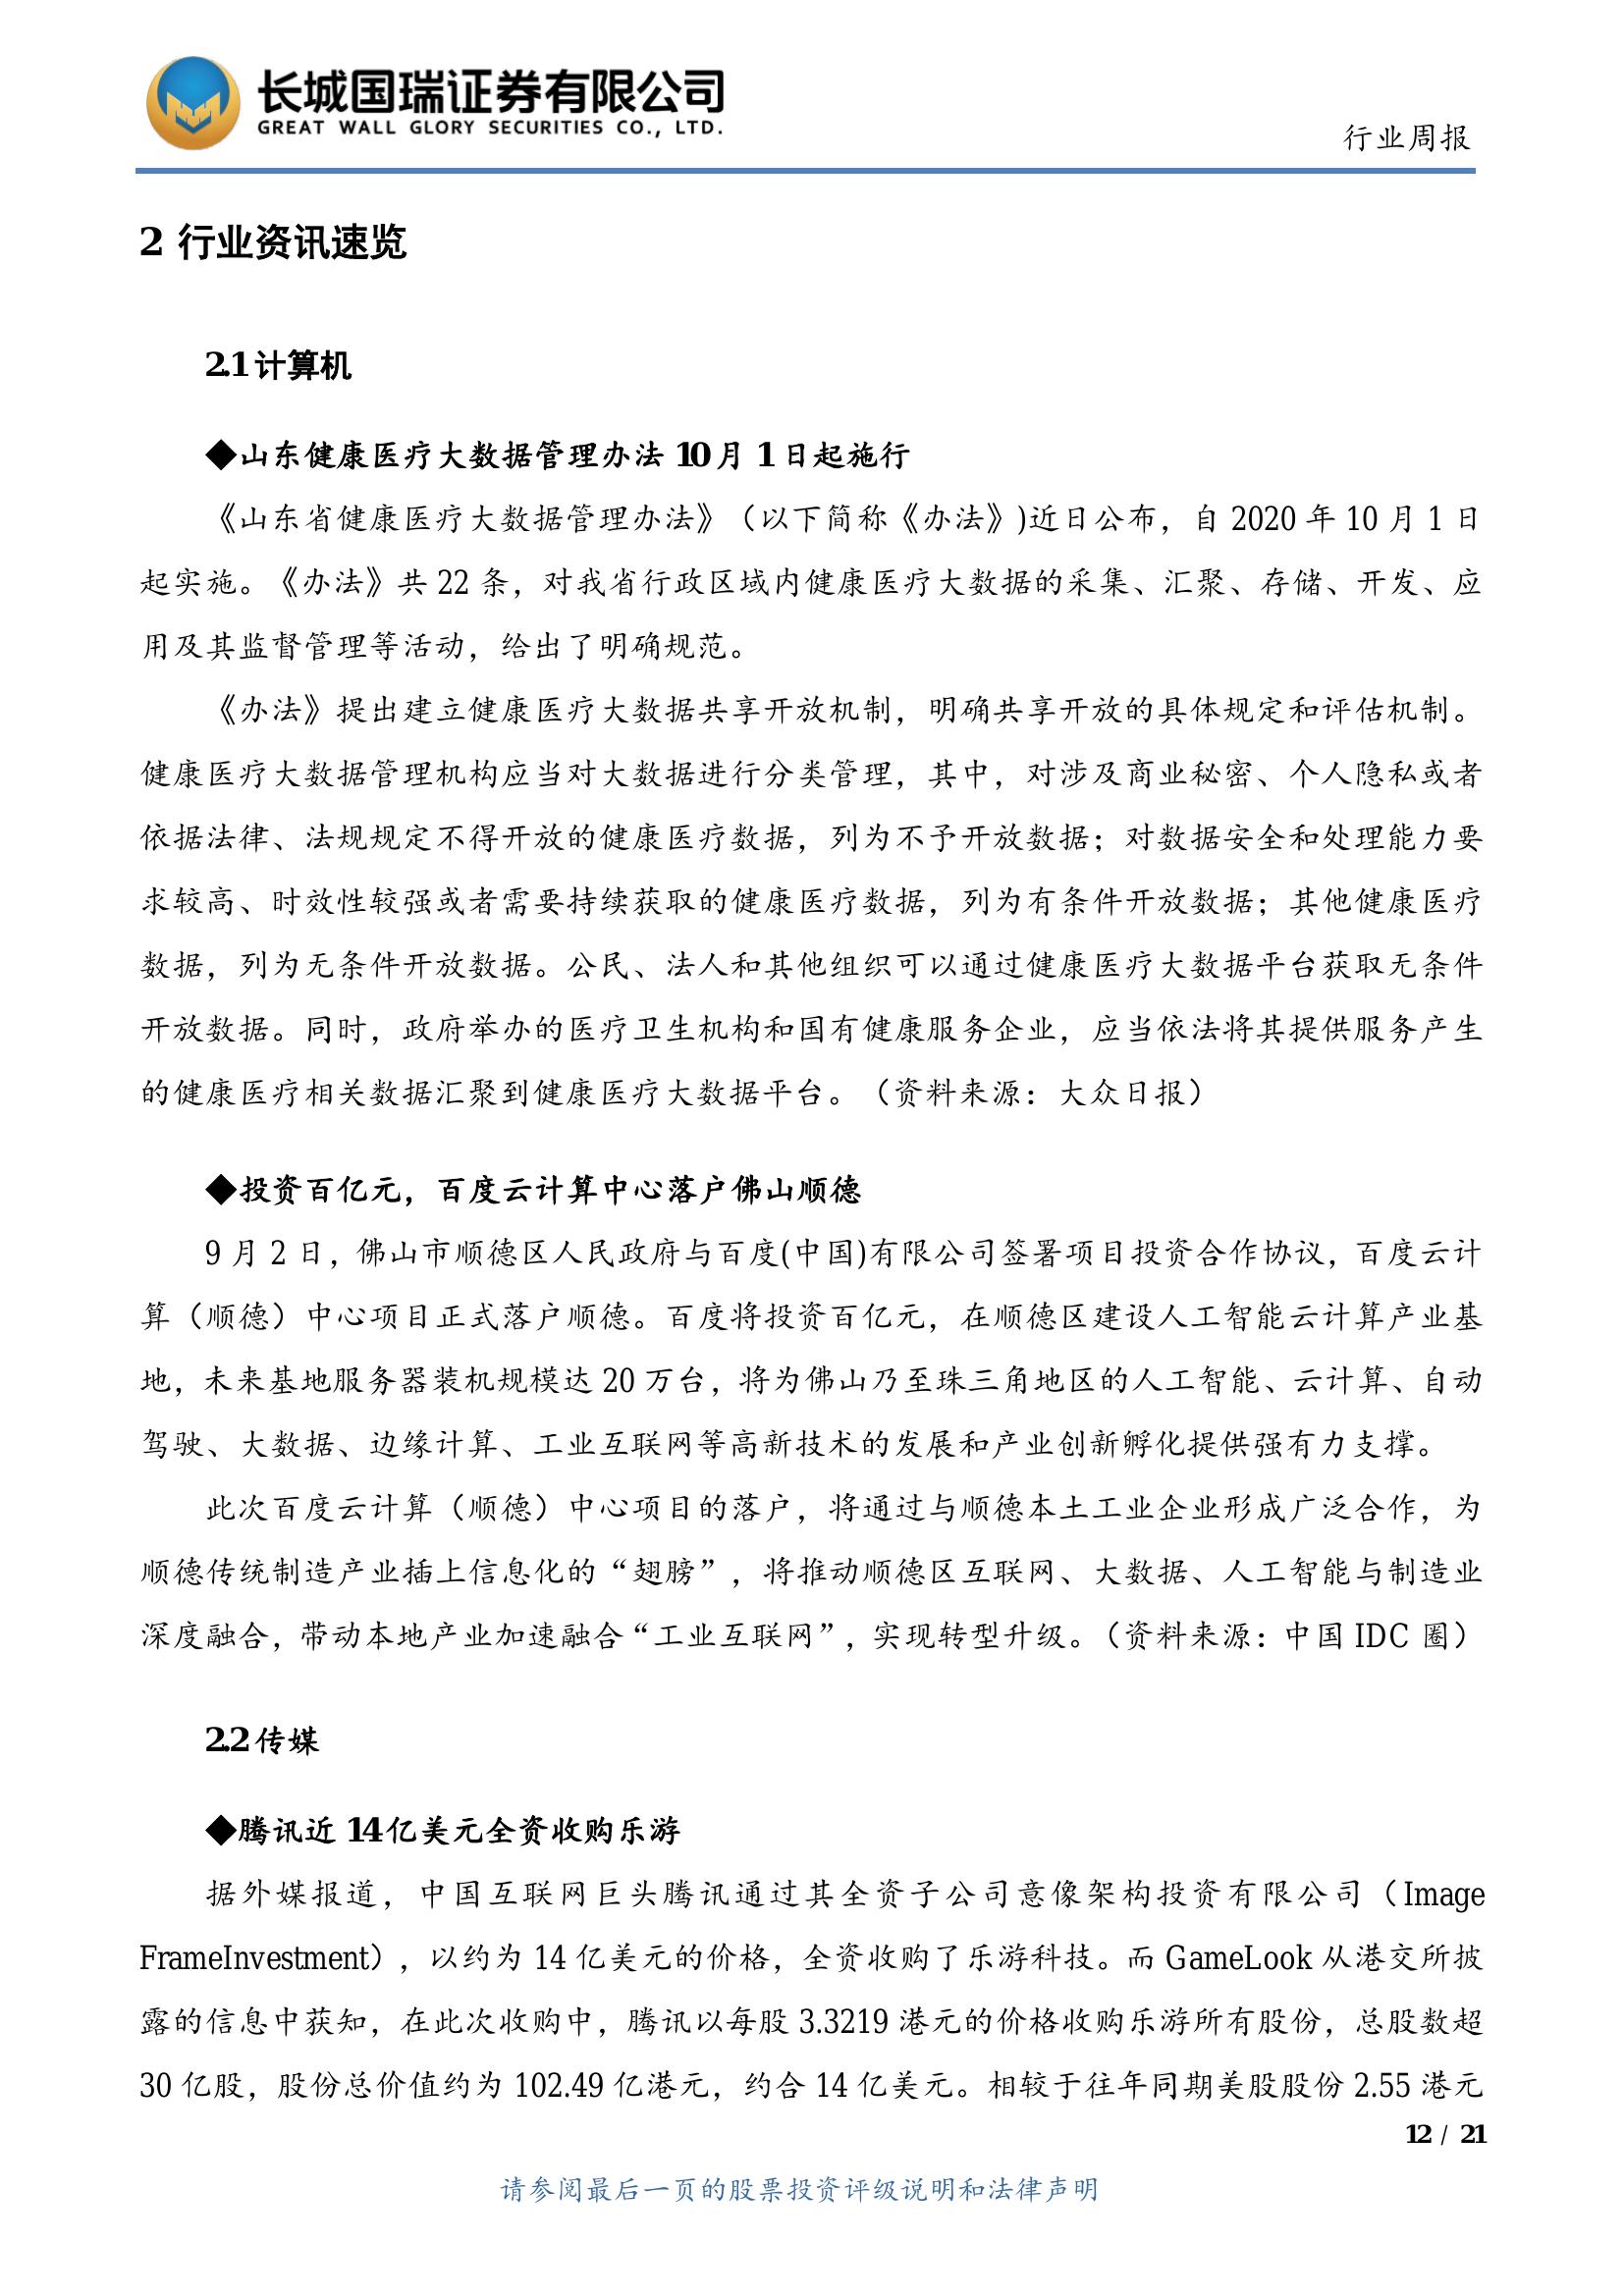 长城国瑞证券有限公司
GREAT WALL GLORY SECURITIES CO., LTD.
行业周报
2 行业资讯速览
2.1 计算机
◆山东健康医疗大数据管理办法 10 月 1 日起施行
《山东省健康医疗大数据管理办法》（以下简称《办法》)近日公布，自 2020 年 10 月 1 日
起实施。《办法》共 22 条，对我省行政区域内健康医疗大数据的采集、汇聚、存储、开发、应
用及其监督管理等活动，给出了明确规范。
《办法》提出建立健康医疗大数据共享开放机制，明确共享开放的具体规定和评估机制。
健康医疗大数据管理机构应当对大数据进行分类管理，其中，对涉及商业秘密、个人隐私或者
依据法律、法规规定不得开放的健康医疗数据，列为不予开放数据；对数据安全和处理能力要
求较高、时效性较强或者需要持续获取的健康医疗数据，列为有条件开放数据；其他健康医疗
数据，列为无条件开放数据。公民、法人和其他组织可以通过健康医疗大数据平台获取无条件
开放数据。同时，政府举办的医疗卫生机构和国有健康服务企业，应当依法将其提供服务产生
的健康医疗相关数据汇聚到健康医疗大数据平台。（资料来源：大众日报）
◆投资百亿元，百度云计算中心落户佛山顺德
9 月 2 日，佛山市顺德区人民政府与百度(中国)有限公司签署项目投资合作协议，百度云计
算（顺德）中心项目正式落户顺德。百度将投资百亿元，在顺德区建设人工智能云计算产业基
地，未来基地服务器装机规模达 20 万台，将为佛山乃至珠三角地区的人工智能、云计算、自动
驾驶、大数据、边缘计算、工业互联网等高新技术的发展和产业创新孵化提供强有力支撑。
此次百度云计算（顺德）中心项目的落户，将通过与顺德本土工业企业形成广泛合作，为
顺德传统制造产业插上信息化的“翅膀”，将推动顺德区互联网、大数据、人工智能与制造业
深度融合，带动本地产业加速融合“工业互联网”，实现转型升级。（资料来源：中国 IDC 圈）
2.2 传媒
◆腾讯近 14 亿美元全资收购乐游
据外媒报道，中国互联网巨头腾讯通过其全资子公司意像架构投资有限公司（Image
FrameInvestment），以约为 14 亿美元的价格，全资收购了乐游科技。而 GameLook 从港交所披
露的信息中获知，在此次收购中，腾讯以每股 3.3219 港元的价格收购乐游所有股份，总股数超
30 亿股，股份总价值约为 102.49 亿港元，约合 14 亿美元。相较于往年同期美股股份 2.55 港元
12 / 21
请参阅最后一页的股票投资评级说明和法律声明